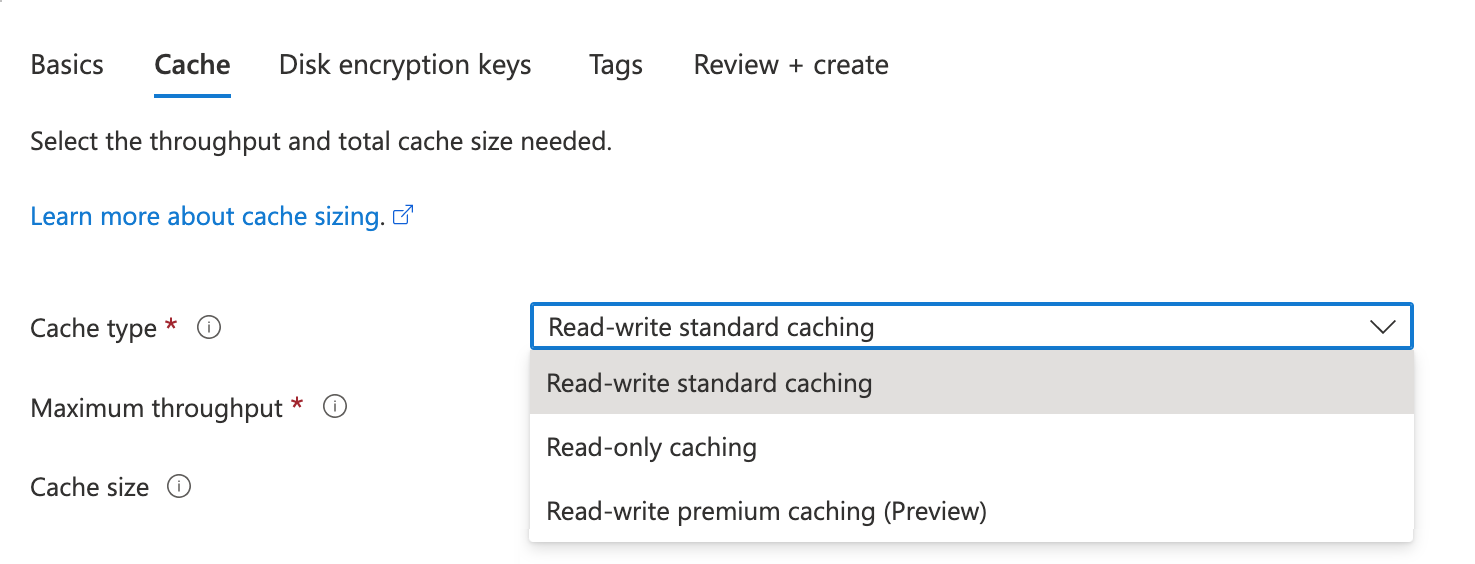 Basics Cache Disk encryption keys Tags Review + create
Select the throughput and total cache size needed.
Learn more about cache sizing.
Cache type * Read-write standard caching
Read-write standard caching
Maximum throughput *
Read-only caching
Cache size
Read-write premium caching (Preview)